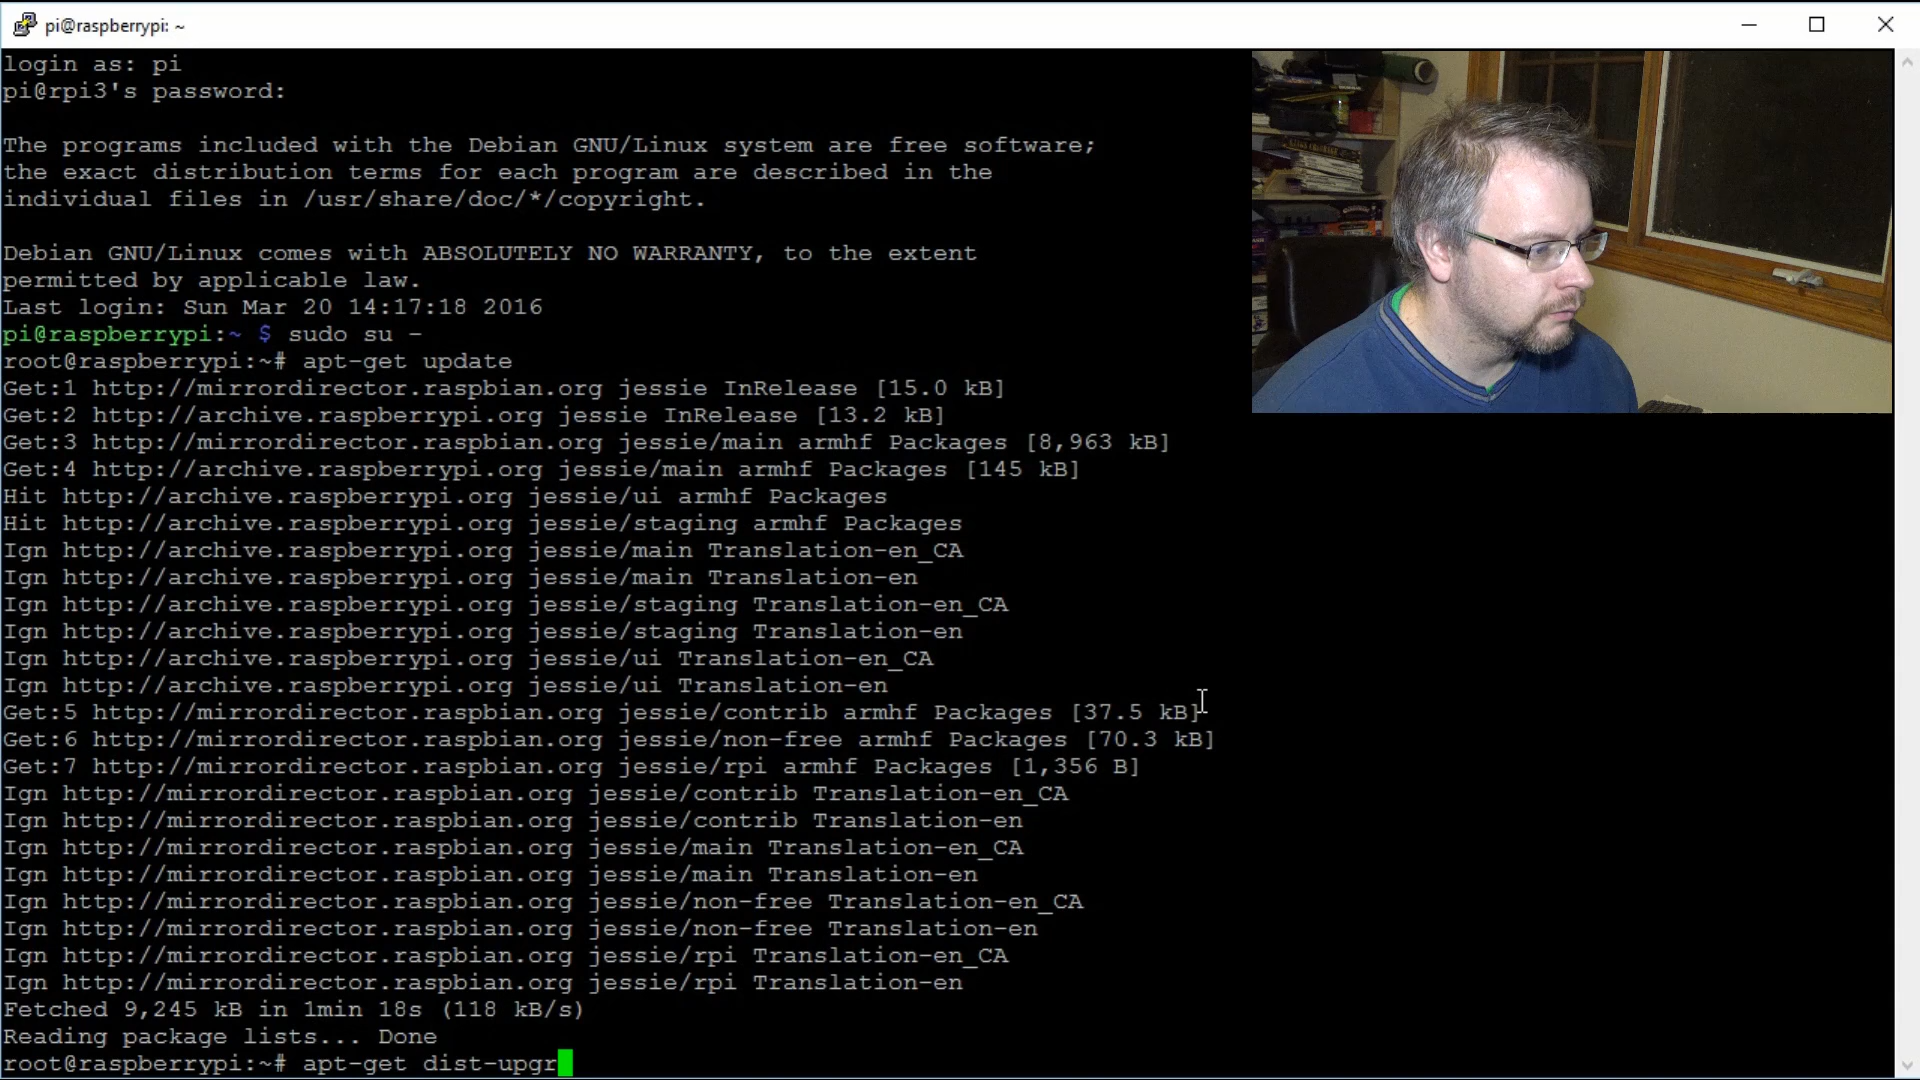 pi@raspberrypi: ~
login as: pi
pi@rpi3's password:
The programs included with the Debian GNU/Linux system are free software;
the exact distribution terms for each program are described in the
individual files in /usr/share/doc/*/copyright.
Debian GNU/Linux comes with ABSOLUTELY NO WARRANTY, to the extent
permitted by applicable law.
Last login: Sun Mar 20 14:17:18 2016
pi@raspberrypi:~ $ sudo su -
root@raspberrypi:~# apt-get update
Get:1 http://mirrordirector.raspbian.org jessie InRelease [15.0 kB]
Get:2 http://archive.raspberrypi.org jessie InRelease [13.2 kB]
Get:3 http://mirrordirector.raspbian.org jessie/main armhf Packages [8,963 kB]
Get:4 http://archive.raspberrypi.org jessie/main armhf Packages [145 kB]
Hit http://archive.raspberrypi.org jessie/ui armhf Packages
Hit http://archive.raspberrypi.org jessie/staging armhf Packages
Ign http://archive.raspberrypi.org jessie/main Translation-en_CA
Ign http://archive.raspberrypi.org jessie/main Translation-en
Ign http://archive.raspberrypi.org jessie/staging Translation-en_CA
Ign http://archive.raspberrypi.org jessie/staging Translation-en
Ign http://archive.raspberrypi.org jessie/ui Translation-en_CA
Ign http://archive.raspberrypi.org jessie/ui Translation-en
Get:5 http://mirrordirector.raspbian.org jessie/contrib armhf Packages [37.5 kB]
Get:6 http://mirrordirector.raspbian.org jessie/non-free armhf Packages [70.3 kB]
Get:7 http://mirrordirector.raspbian.org jessie/rpi armhf Packages [1,356 B]
Ign http://mirrordirector.raspbian.org jessie/contrib Translation-en_CA
Ign http://mirrordirector.raspbian.org jessie/contrib Translation-en
Ign http://mirrordirector.raspbian.org jessie/main Translation-en_CA
Ign http://mirrordirector.raspbian.org jessie/main Translation-en
Ign http://mirrordirector.raspbian.org jessie/non-free Translation-en_CA
Ign http://mirrordirector.raspbian.org jessie/non-free Translation-en
Ign http://mirrordirector.raspbian.org jessie/rpi Translation-en_CA
Ign http://mirrordirector.raspbian.org jessie/rpi Translation-en
Fetched 9,245 kB in 1min 18s (118 kB/s)
Reading package lists... Done
root@raspberrypi:~# apt-get dist-upgr